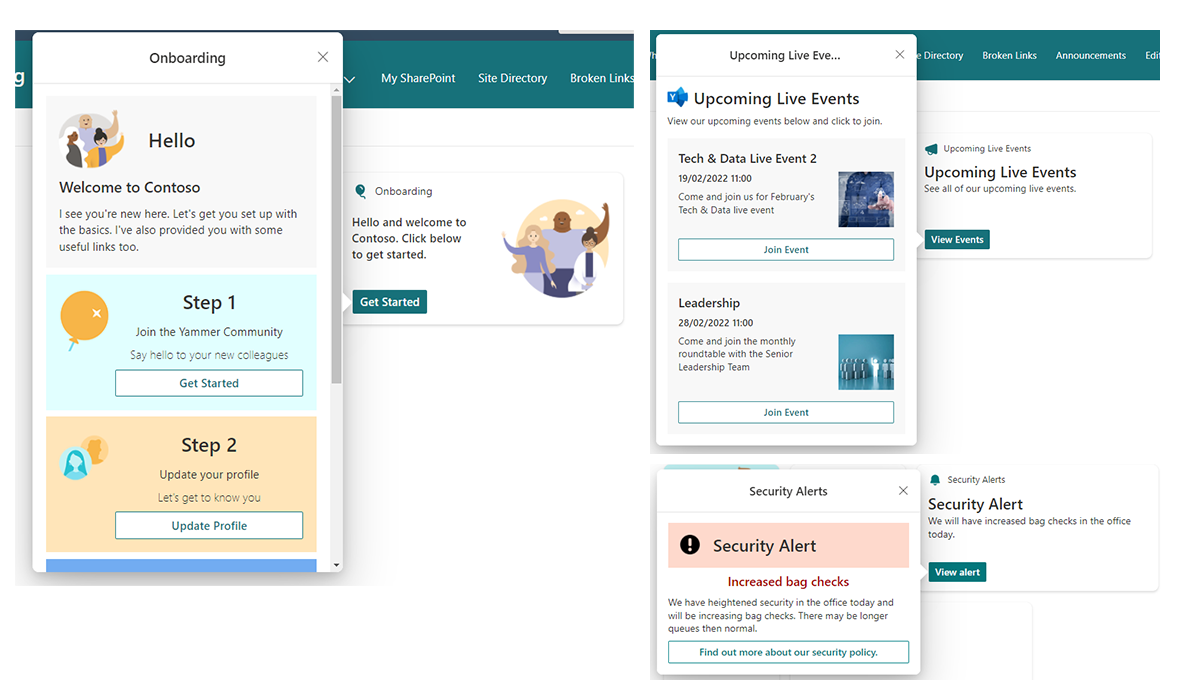 Onboarding
g
My SharePoint
Site Directory
Broken Links
Hello
Welcome to Contoso
I see you're new here. Let's get you set up with
the basics. I've also provided you with some
useful links too.
Step 1
Join the Yammer Community
Say hello to your new colleagues
Get Started
Step 2
Update your profile
Let's get to know you
Update Profile
Onboarding
Hello and welcome to
Contoso. Click below
to get started.
Get Started
Upcoming Live Eve...
e Directory
Broken Links
Announcements
Edit
Upcoming Live Events
View our upcoming events below and click to join.
Tech & Data Live Event 2
19/02/2022 11:00
Come and join us for February's
Tech & Data live event
Join Event
Leadership
28/02/2022 11:00
Come and join the monthly
roundtable with the Senior
Leadership Team
Join Event
Upcoming Live Events
Upcoming Live Events
See all of our upcoming live events.
View Events
Security Alerts
Security Alert
Increased bag checks
We have heightened security in the office today and
will be increasing bag checks. There may be longer
queues then normal.
Find out more about our security policy.
Security Alerts
Security Alert
We will have increased bag checks in the office
today.
View alert